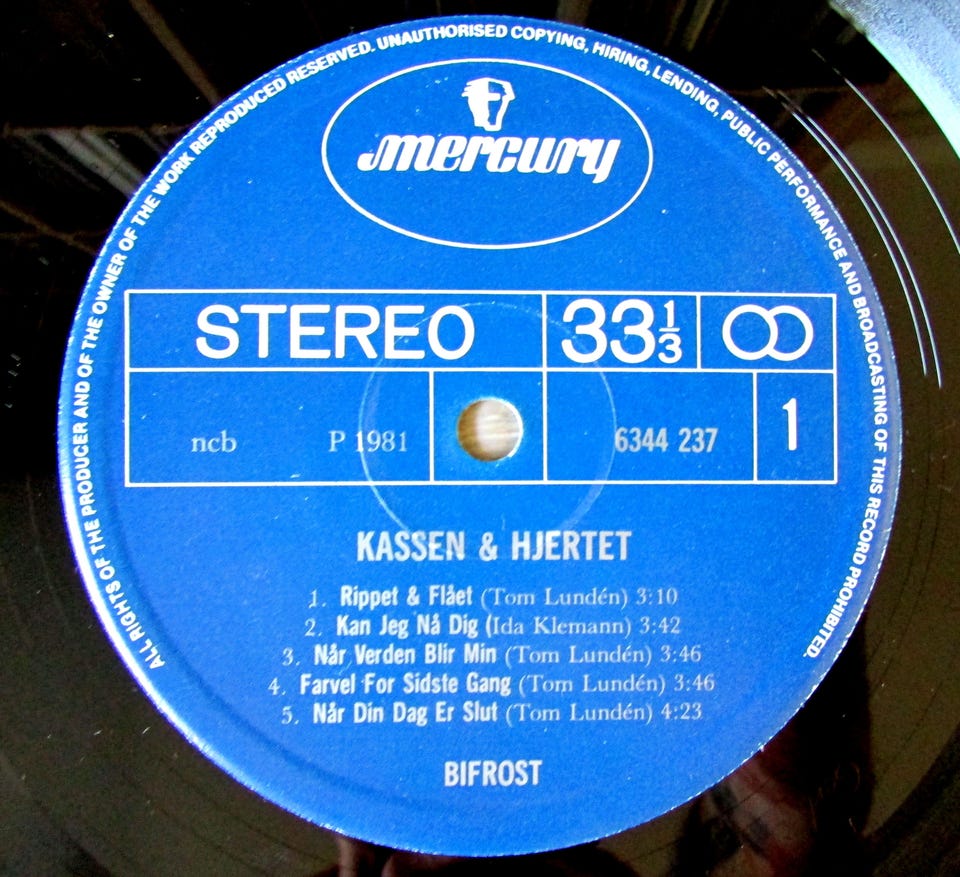 ALL RIGHTS OF THE PRODUCER AND OF THE OWNER OF THE WORK REPRODUCED RESERVED. UNAUTHORISED COPYING, HIRING, LENDING, PUBLIC PERFORMANCE AND BROADCASTING OF THIS RECORD PROHIBITED.
mercury
STEREO 33 1/3
ncb P 1981 6344 237 1
KASSEN & HJERTET
1. Rippet & Flået (Tom Lundén) 3:10
2. Kan Jeg Nå Dig (Ida Klemann) 3:42
3. Når Verden Blir Min (Tom Lundén) 3:46
4. Farvel For Sidste Gang (Tom Lundén) 3:46
5. Når Din Dag Er Slut (Tom Lundén) 4:23
BIFROST